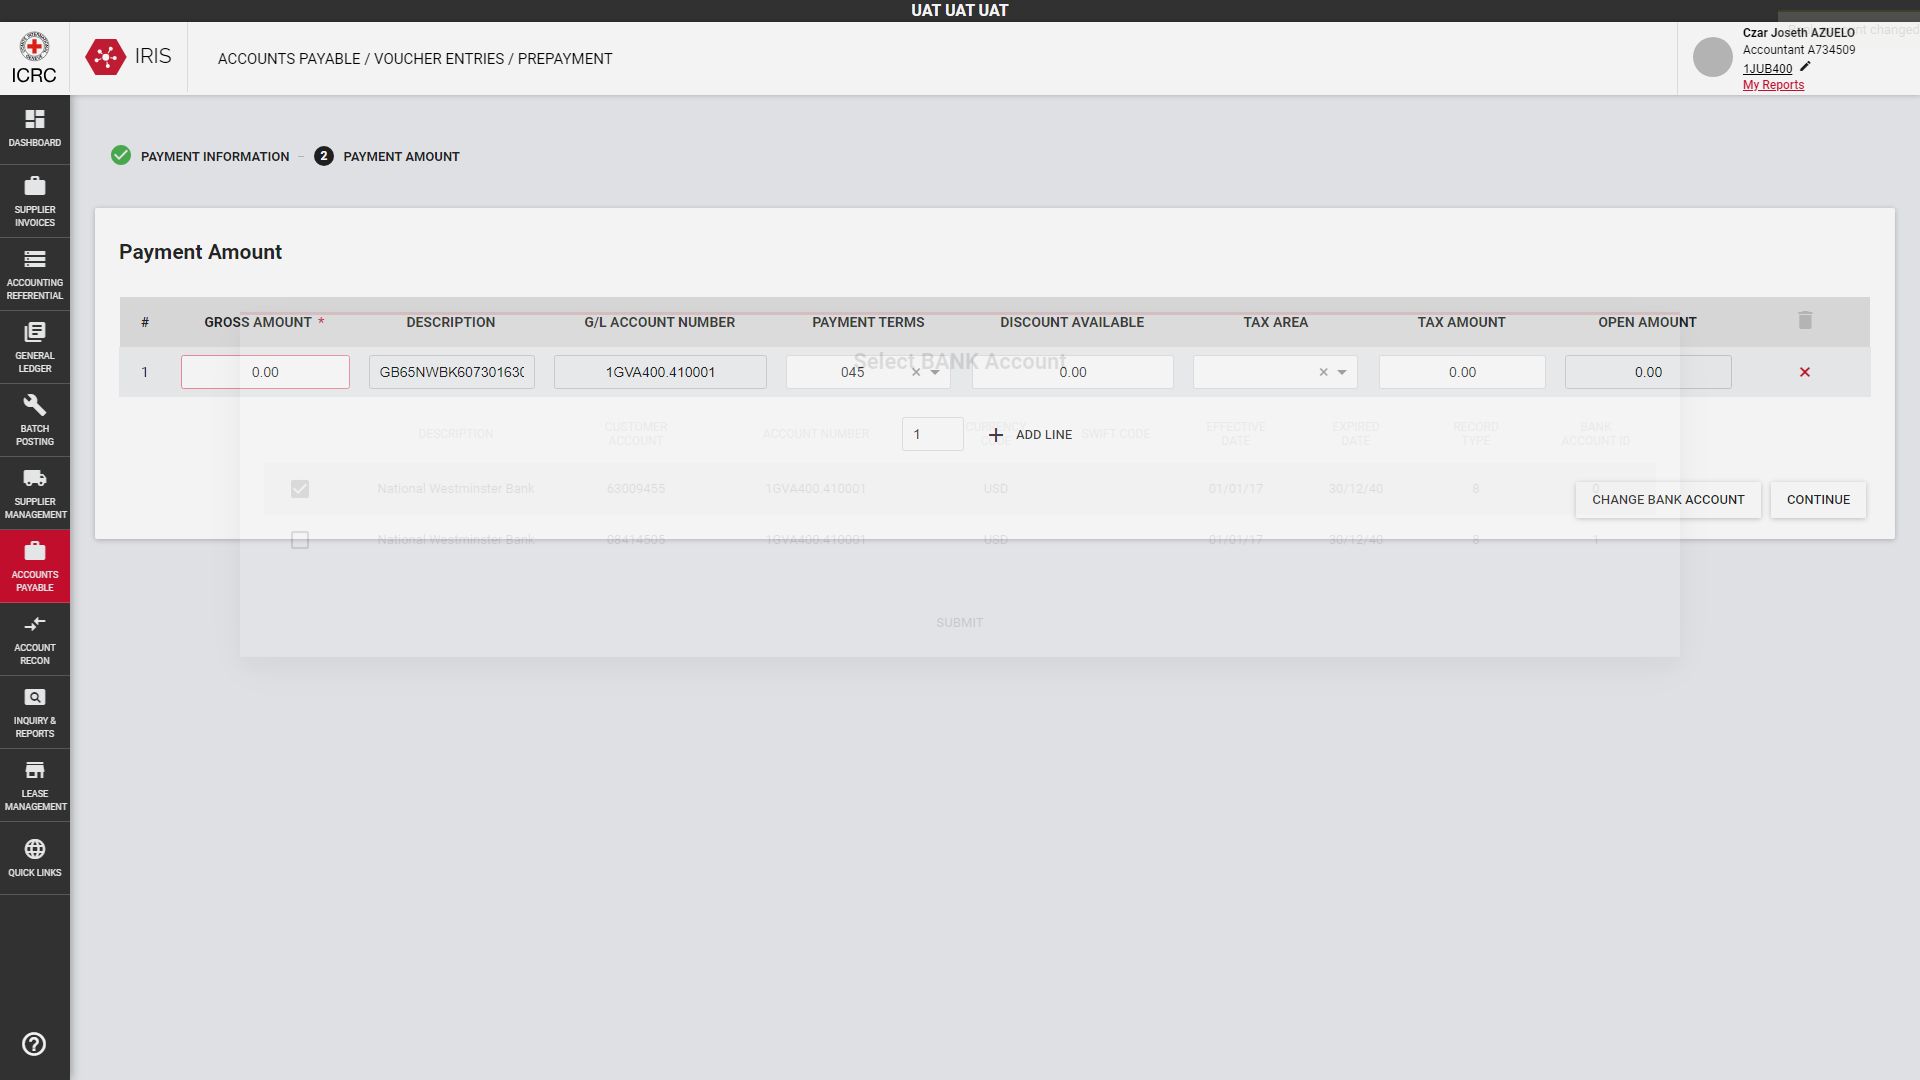 UAT UAT UAT
ICRC
IRIS
ACCOUNTS PAYABLE / VOUCHER ENTRIES / PREPAYMENT
Czar Joseth AZUELO
Accountant A734509
1JUB400
My Reports
DASHBOARD
SUPPLIER
INVOICES
ACCOUNTING
REFERENTIAL
GENERAL
LEDGER
BATCH
POSTING
SUPPLIER
MANAGEMENT
ACCOUNTS
PAYABLE
ACCOUNT
RECON
INQUIRY &
REPORTS
LEASE
MANAGEMENT
QUICK LINKS
PAYMENT INFORMATION
2 PAYMENT AMOUNT
Payment Amount
# GROSS AMOUNT * DESCRIPTION G/L ACCOUNT NUMBER PAYMENT TERMS DISCOUNT AVAILABLE TAX AREA TAX AMOUNT OPEN AMOUNT
1 0.00 GB65NWBK60730163 1GVA400.410001 045 0.00 0.00 0.00
1 ADD LINE
CHANGE BANK ACCOUNT CONTINUE
Select BANK Account
DESCRIPTION CUSTOMER ACCOUNT ACCOUNT NUMBER CURRENCY SWIFT CODE EFFECTIVE DATE EXPIRED DATE RECORD TYPE BANK ACCOUNT ID
National Westminster Bank 63009455 1GVA400.410001 USD 01/01/17 30/12/40 8 0
National Westminster Bank 08414505 1GVA400.410001 USD 01/01/17 30/12/40 8 1
SUBMIT